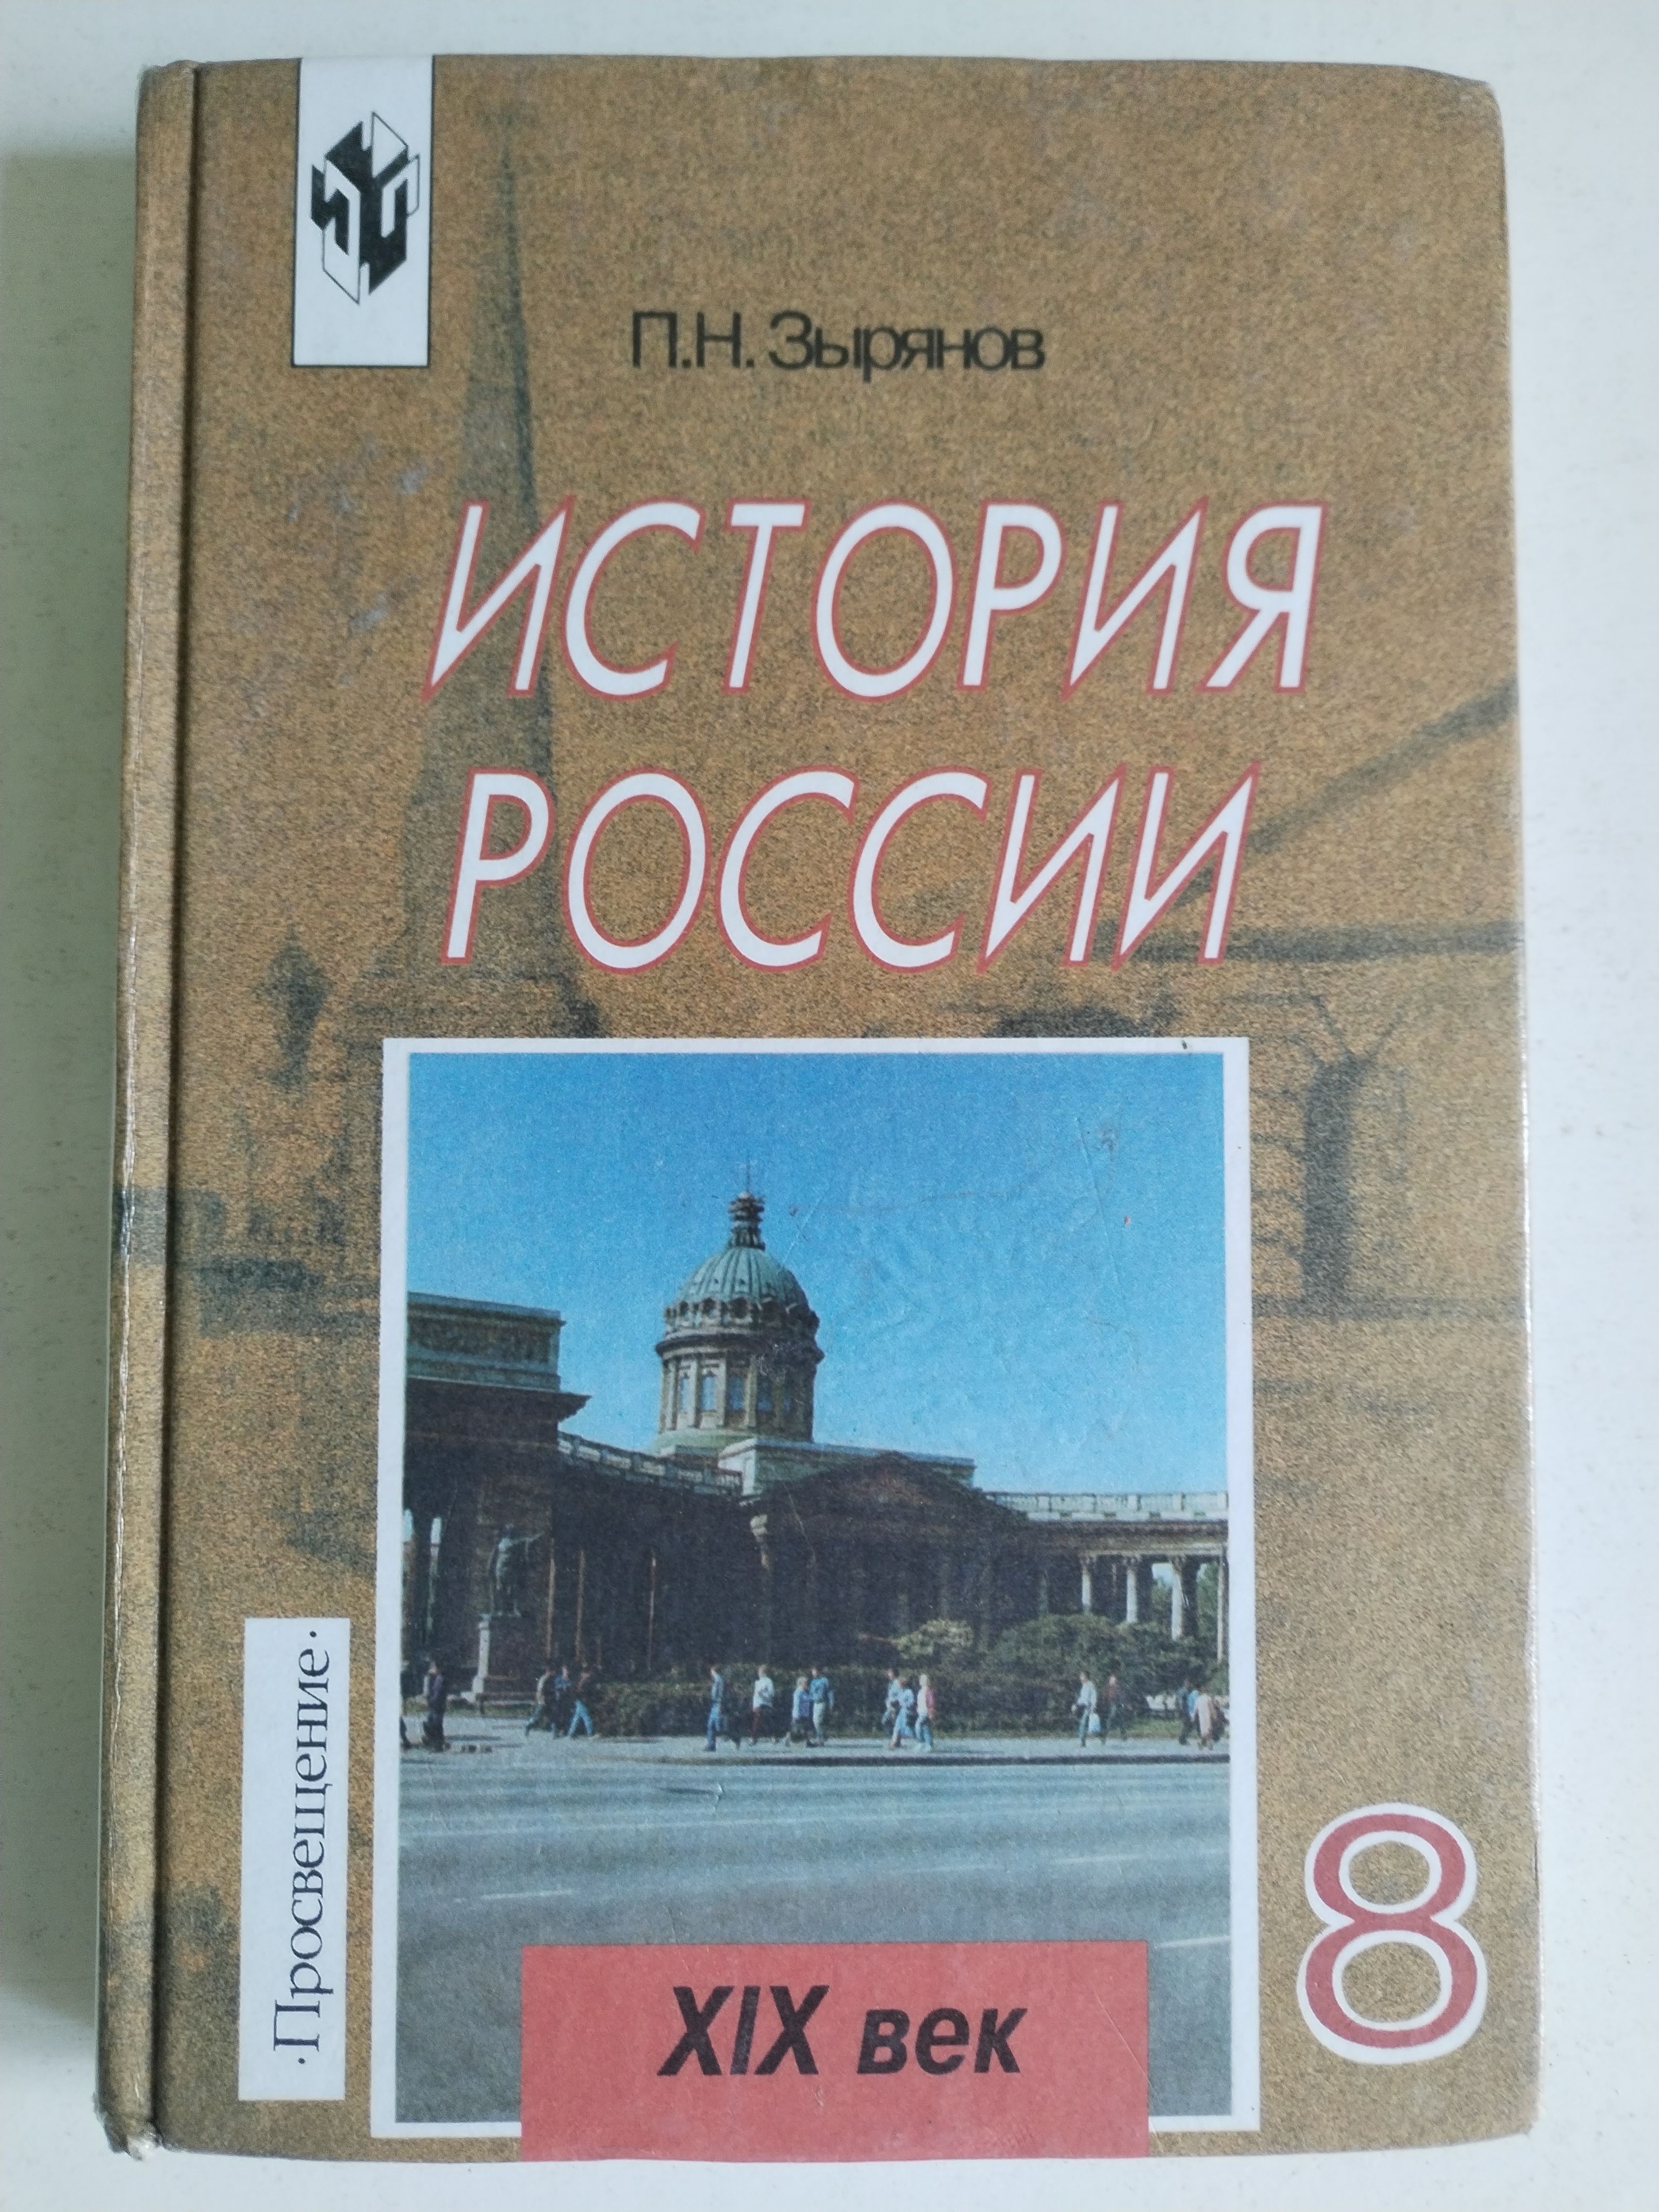 П.Н. Зырянов
ИСТОРИЯ
РОССИИ
·Просвещение·
XIX век
8